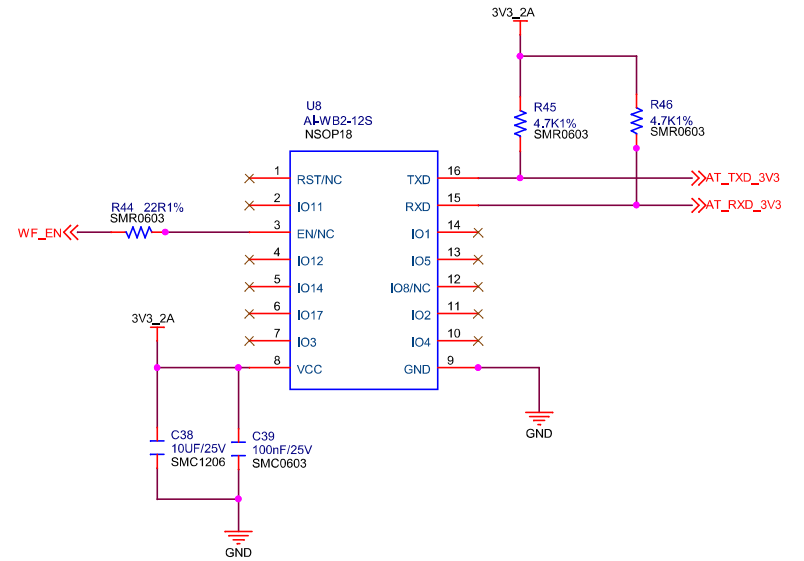 3V3_2A
R45
4.7K1%
SMR0603
R46
4.7K1%
SMR0603
U8
AI-WB2-12S
NSOP18
1 RST/NC TXD 16 AT_TXD_3V3
2 IO11 RXD 15 AT_RXD_3V3
R44 22R1%
SMR0603
WF_EN 3 EN/NC IO1 14
4 IO12 IO5 13
5 IO14 IO8/NC 12
6 IO17 IO2 11
3V3_2A
7 IO3 IO4 10
8 VCC GND 9
C38
10UF/25V
SMC1206
C39
100nF/25V
SMC0603
GND
GND